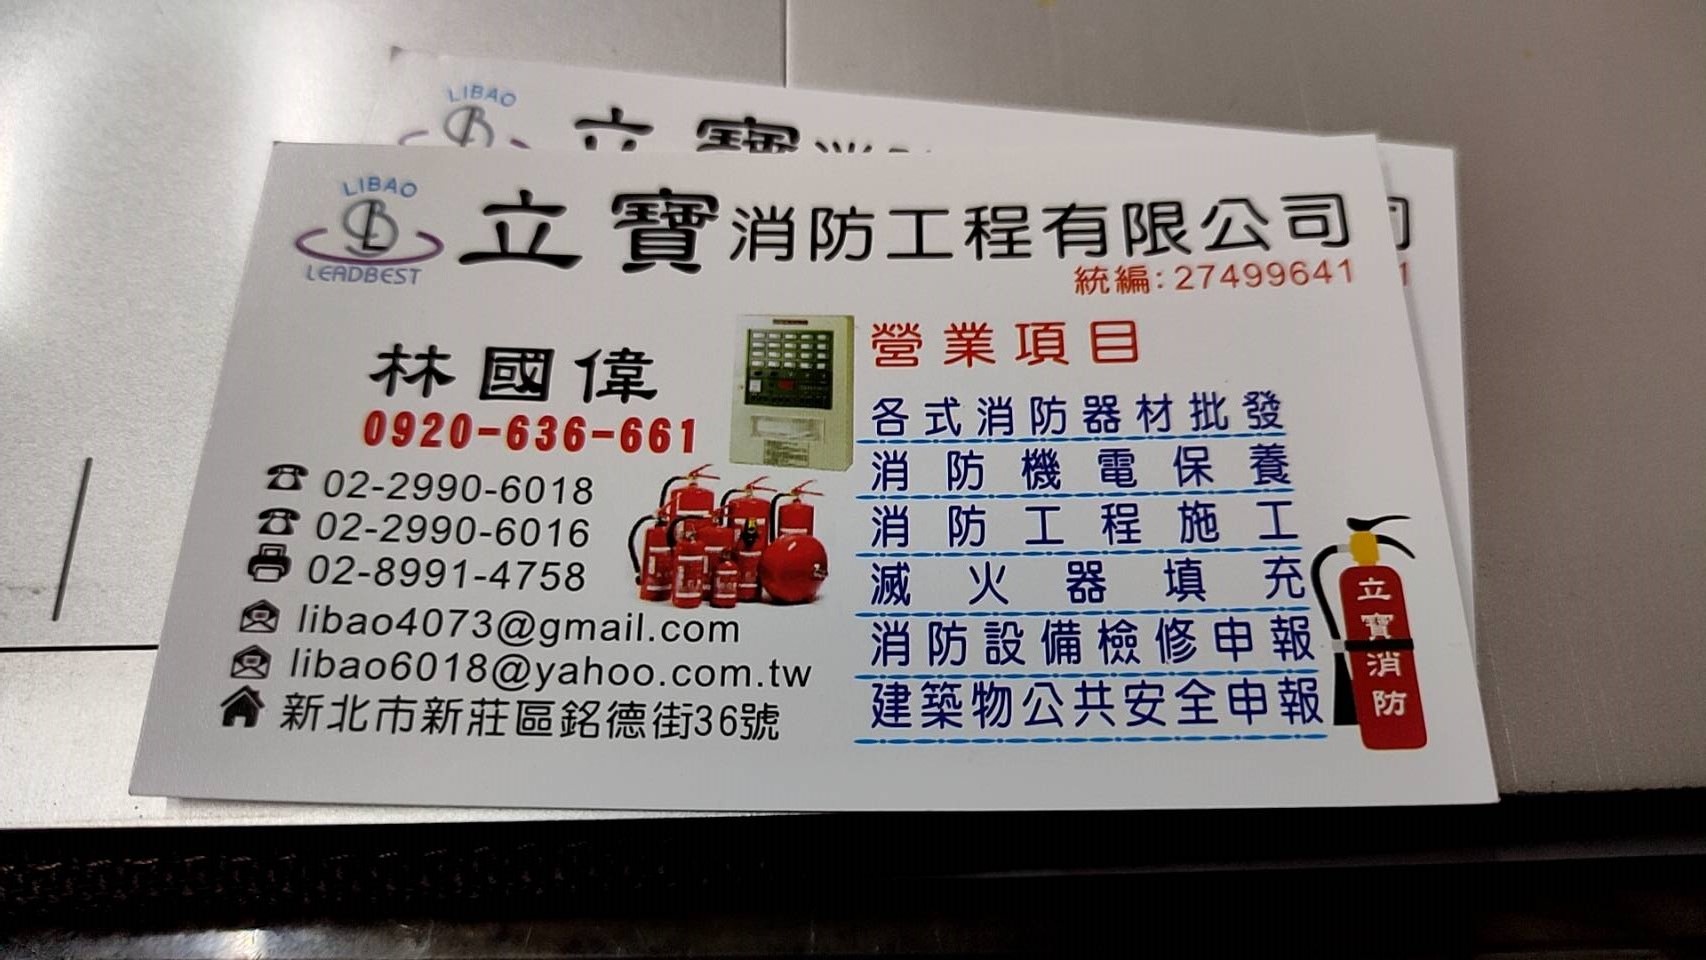 LIBAO
立寶
LIBAO
LEADBEST
立寶消防工程有限公司
司
統編:27499641
1
林國偉
0920-636-661
02-2990-6018
02-2990-6016
02-8991-4758
libao4073@gmail.com
libao6018@yahoo.com.tw
新北市新莊區銘德街36號
營業項目
各式消防器材批發
消防機電保養
消防工程施工
滅火器填充
消防設備檢修申報
建築物公共安全申報
立寶消防